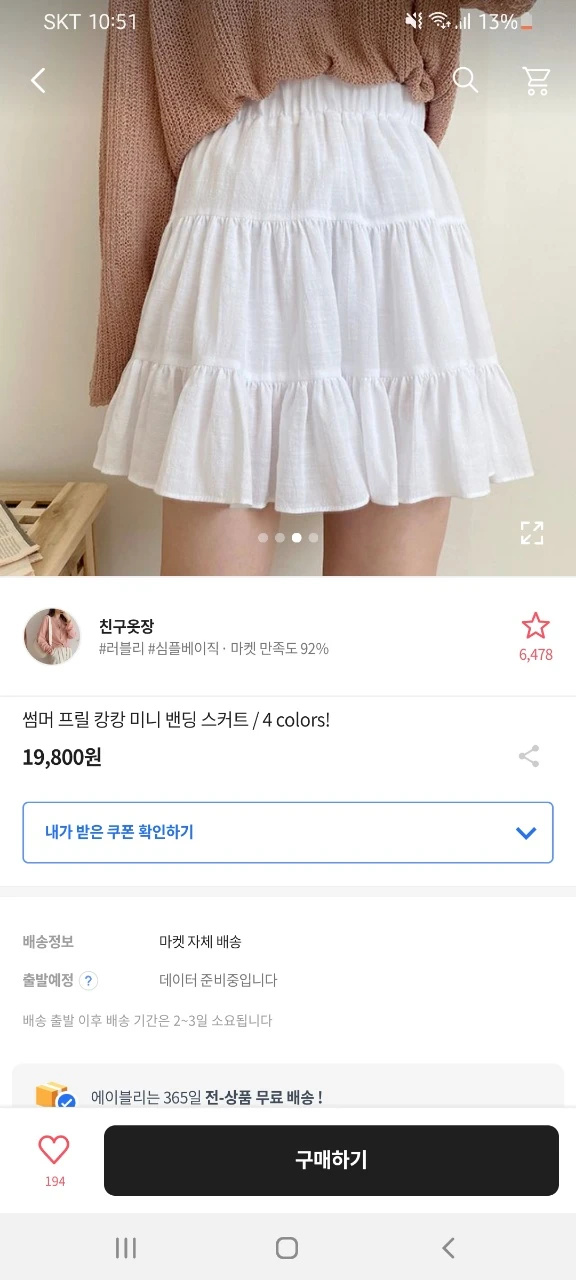 SKT 10:51
13%
친구옷장
#러블리 #심플베이직 · 마켓 만족도 92%
6,478
썸머 프릴 캉캉 미니 밴딩 스커트 / 4 colors!
19,800원
내가 받은 쿠폰 확인하기
배송정보 마켓 자체 배송
출발예정 ? 데이터 준비중입니다
배송 출발 이후 배송 기간은 2~3일 소요됩니다
에이블리는 365일 전-상품 무료 배송 !
194
구매하기